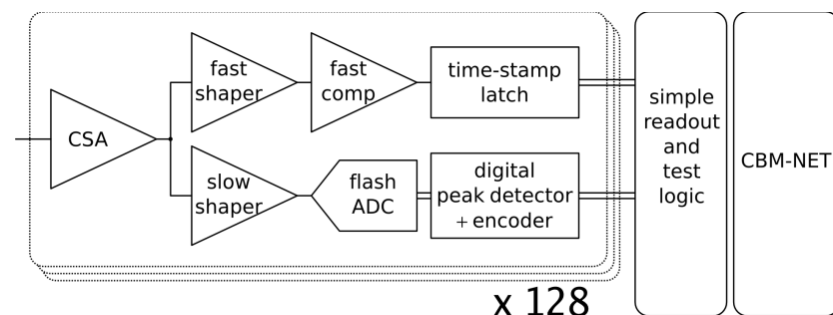 CSA
fast
shaper
fast
comp
time-stamp
latch
slow
shaper
flash
ADC
digital
peak detector
+ encoder
x 128
simple
readout
and
test
logic
CBM-NET